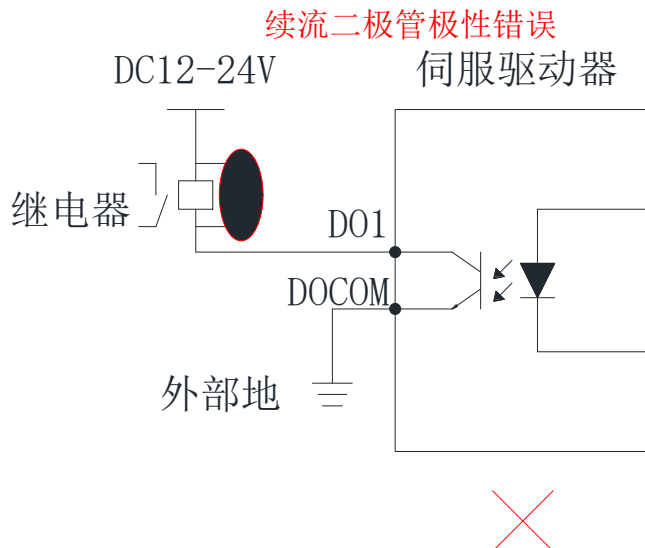 续流二极管极性错误
DC12-24V
伺服驱动器
继电器
DO1
DOCOM
外部地